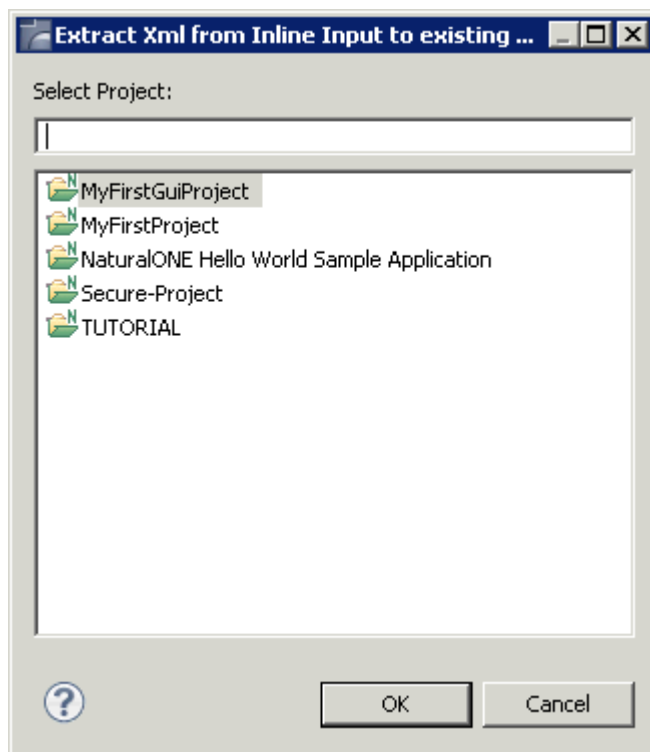 Extract Xml from Inline Input to existing ...
Select Project:
N MyFirstGuiProject
N MyFirstProject
N NaturalONE Hello World Sample Application
N Secure-Project
N TUTORIAL
?
OK
Cancel